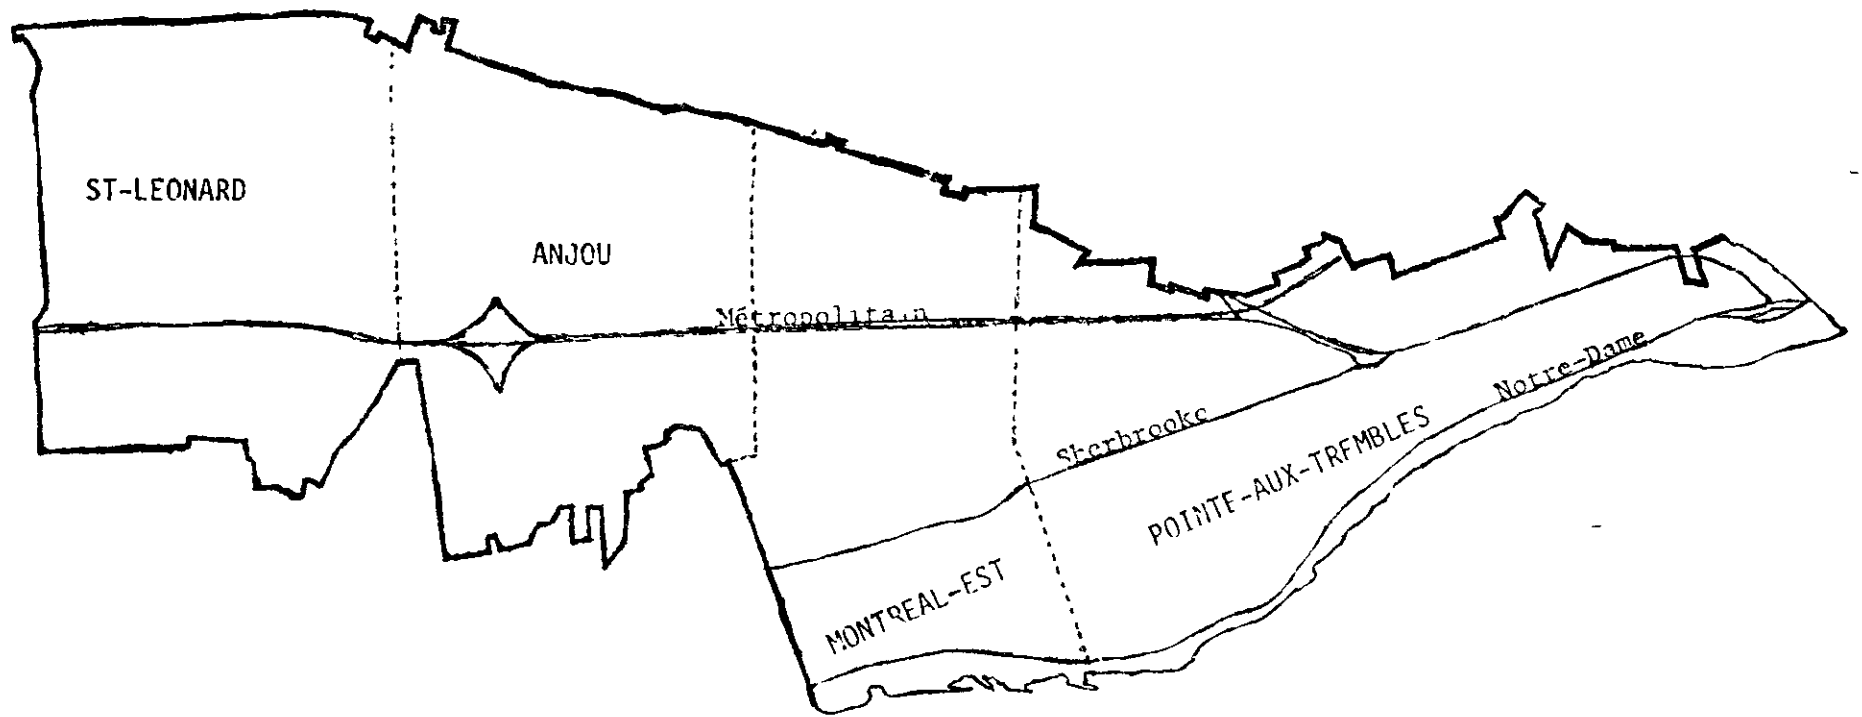 ST-LEONARD
ANJOU
Métropolitain
Notre-Dame
Sherbrooke
POINTE-AUX-TREMBLES
MONTREAL-EST